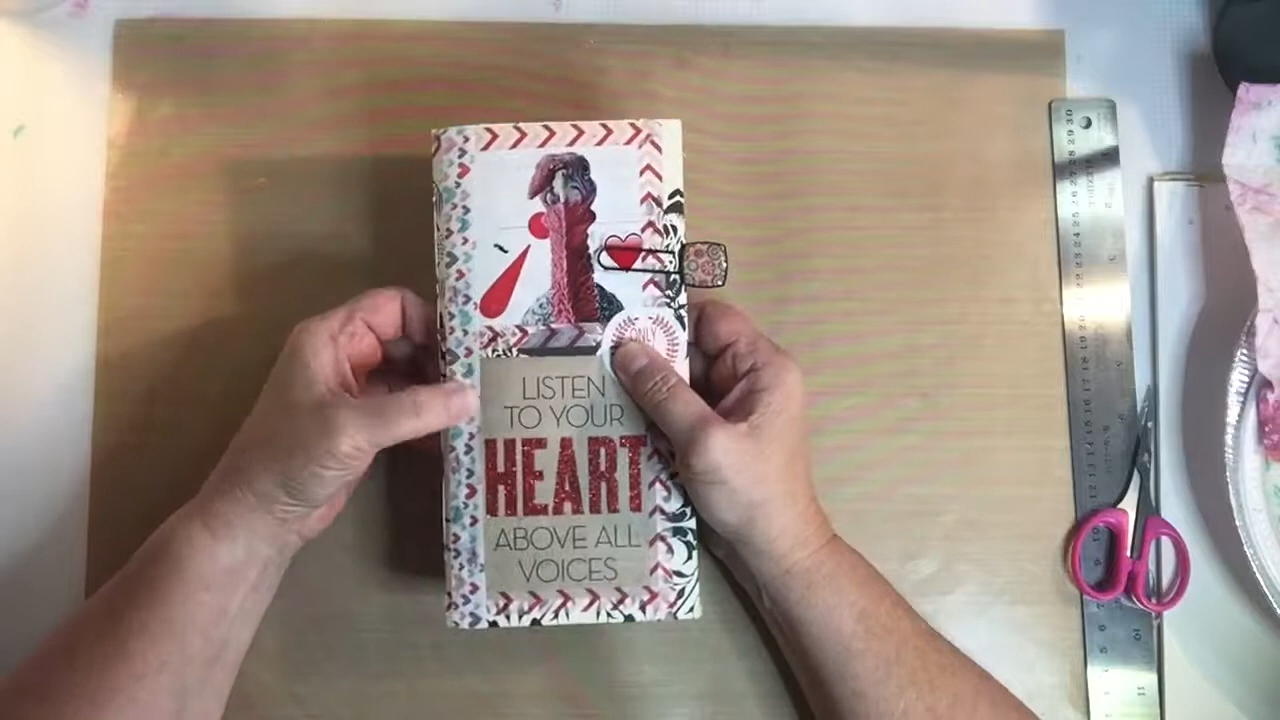 ONLY
LISTEN
TO YOUR
HEART
ABOVE ALL
VOICES